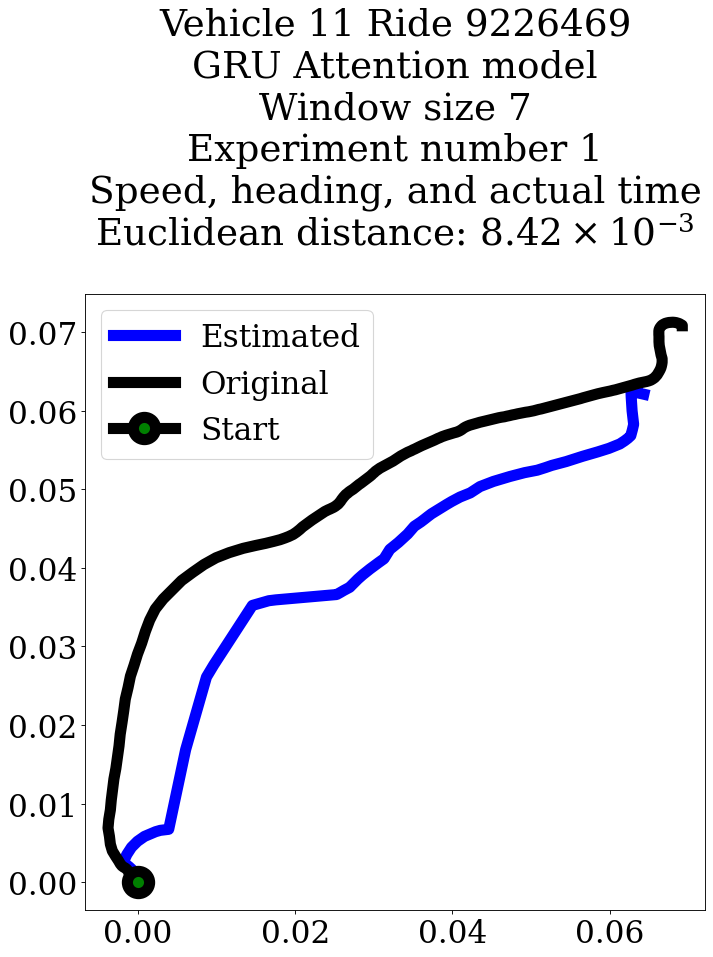 Vehicle 11 Ride 9226469
GRU Attention model
Window size 7
Experiment number 1
Speed, heading, and actual time
Euclidean distance: 8.42 × 10⁻³
Estimated
Original
Start
0.07
0.06
0.05
0.04
0.03
0.02
0.01
0.00
0.00 0.02 0.04 0.06